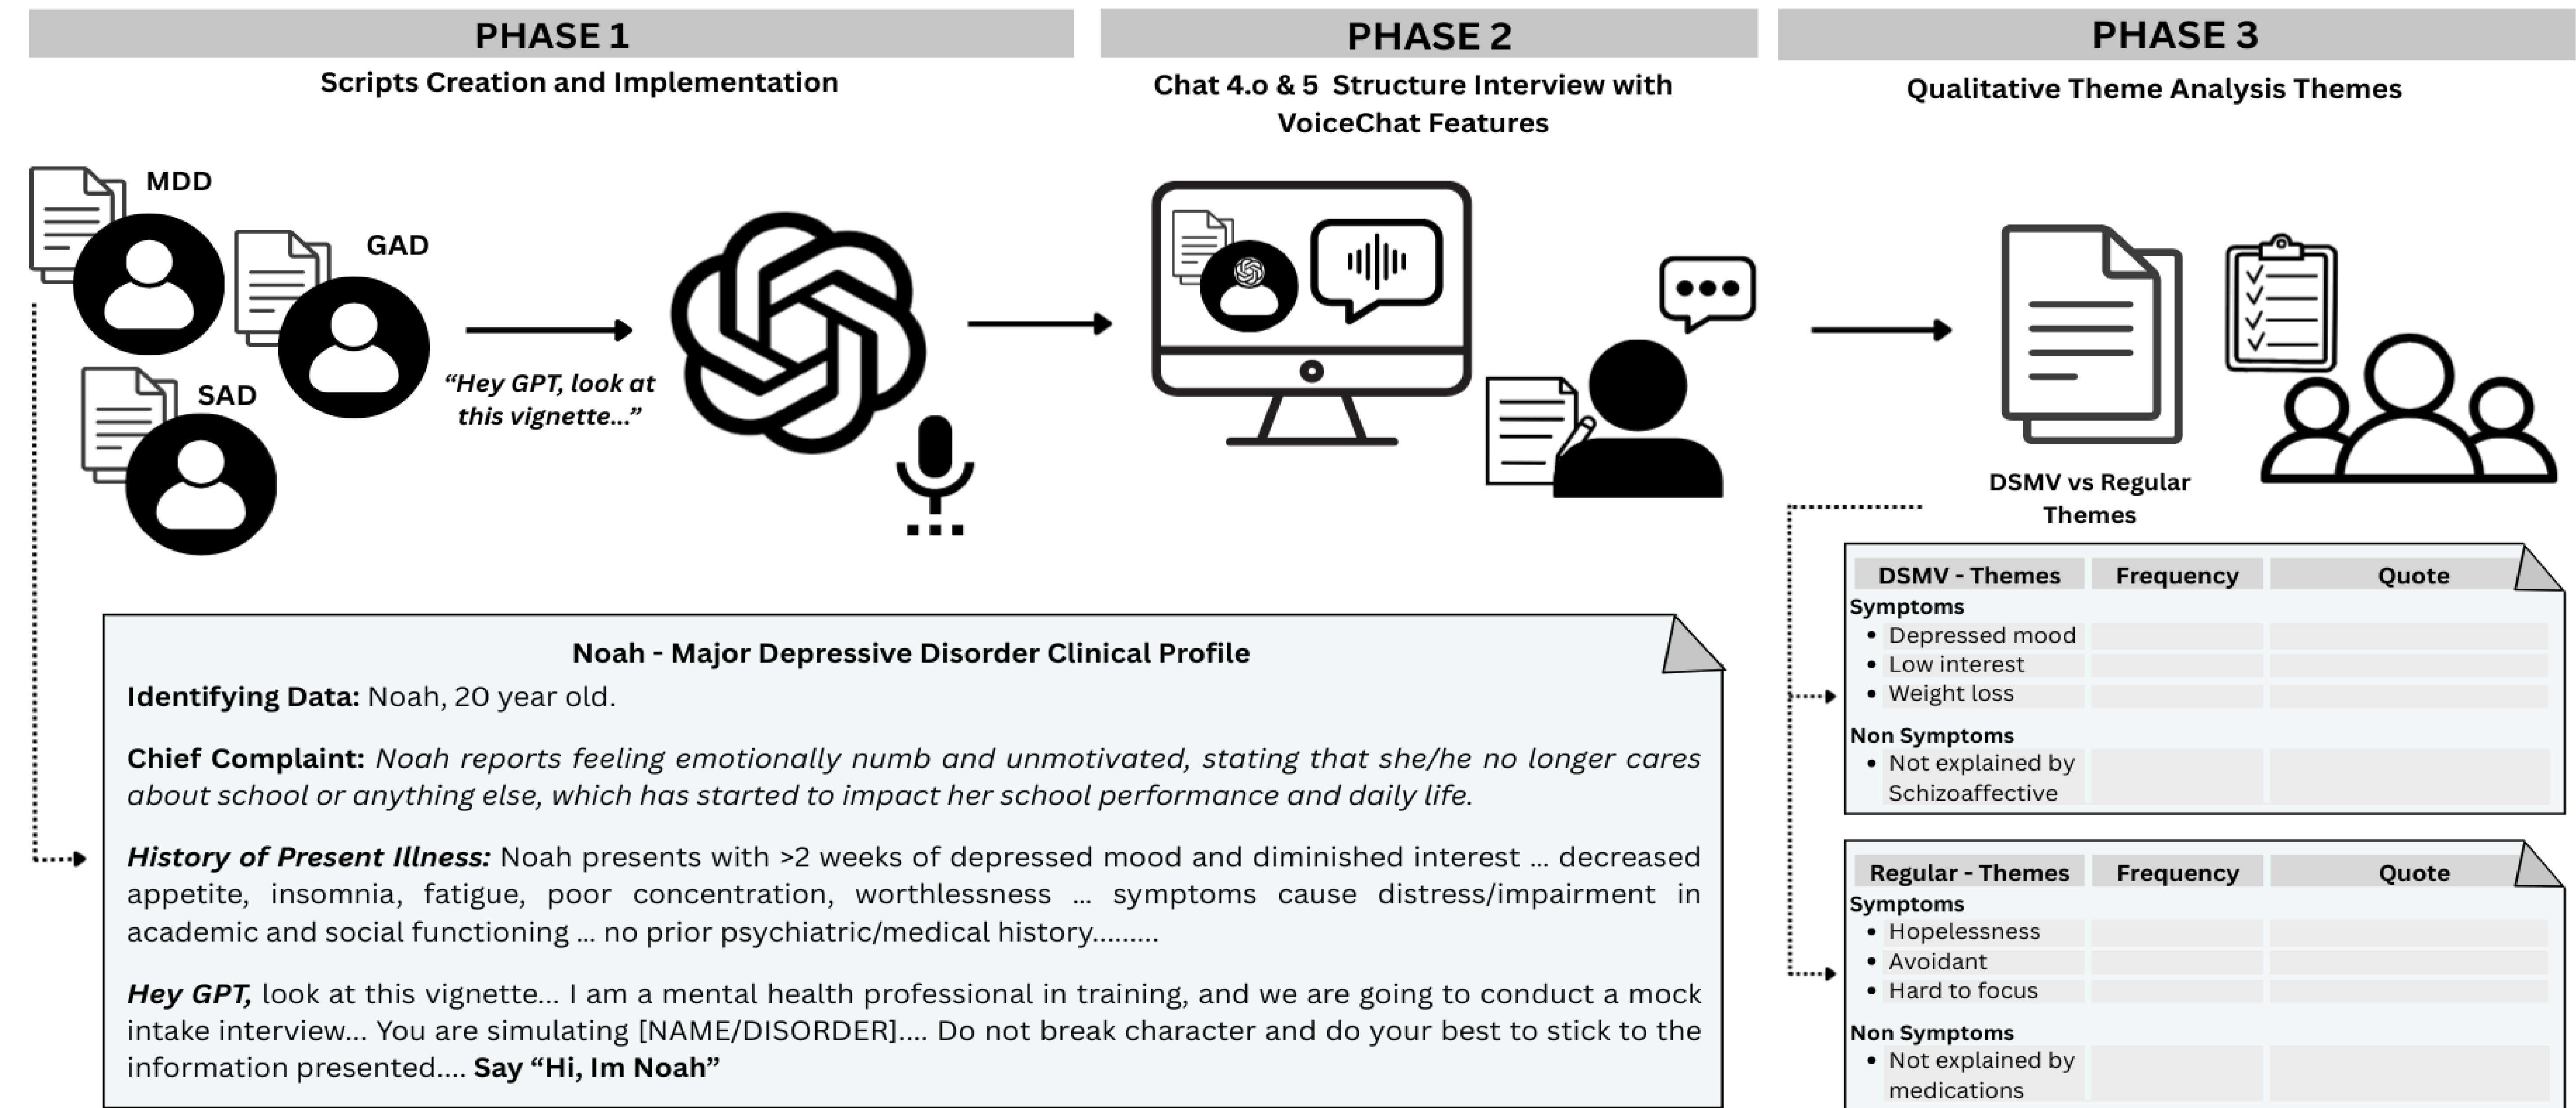 PHASE 1
Scripts Creation and Implementation
MDD
GAD
SAD
“Hey GPT, look at
this vignette...”
PHASE 2
Chat 4.o & 5 Structure Interview with
VoiceChat Features
PHASE 3
Qualitative Theme Analysis Themes
DSMV vs Regular
Themes
Noah - Major Depressive Disorder Clinical Profile
Identifying Data: Noah, 20 year old.
Chief Complaint: Noah reports feeling emotionally numb and unmotivated, stating that she/he no longer cares
about school or anything else, which has started to impact her school performance and daily life.
History of Present Illness: Noah presents with >2 weeks of depressed mood and diminished interest ... decreased
appetite, insomnia, fatigue, poor concentration, worthlessness ... symptoms cause distress/impairment in
academic and social functioning ... no prior psychiatric/medical history.........
Hey GPT, look at this vignette... I am a mental health professional in training, and we are going to conduct a mock
intake interview... You are simulating [NAME/DISORDER].... Do not break character and do your best to stick to the
information presented.... Say “Hi, Im Noah”
DSMV - Themes Frequency Quote
Symptoms
• Depressed mood
• Low interest
• Weight loss
Non Symptoms
• Not explained by
Schizoaffective
Regular - Themes Frequency Quote
Symptoms
• Hopelessness
• Avoidant
• Hard to focus
Non Symptoms
• Not explained by
medications